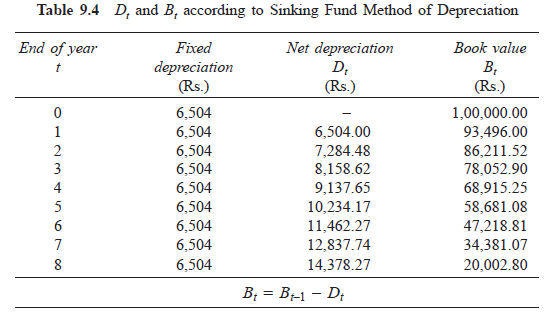 Table 9.4 Dt and Bt according to Sinking Fund Method of Depreciation
End of year Fixed Net depreciation Book value
t depreciation Dt Bt
(Rs.) (Rs.) (Rs.)
0 6,504 – 1,00,000.00
1 6,504 6,504.00 93,496.00
2 6,504 7,284.48 86,211.52
3 6,504 8,158.62 78,052.90
4 6,504 9,137.65 68,915.25
5 6,504 10,234.17 58,681.08
6 6,504 11,462.27 47,218.81
7 6,504 12,837.74 34,381.07
8 6,504 14,378.27 20,002.80
Bt = Bt–1 – Dt